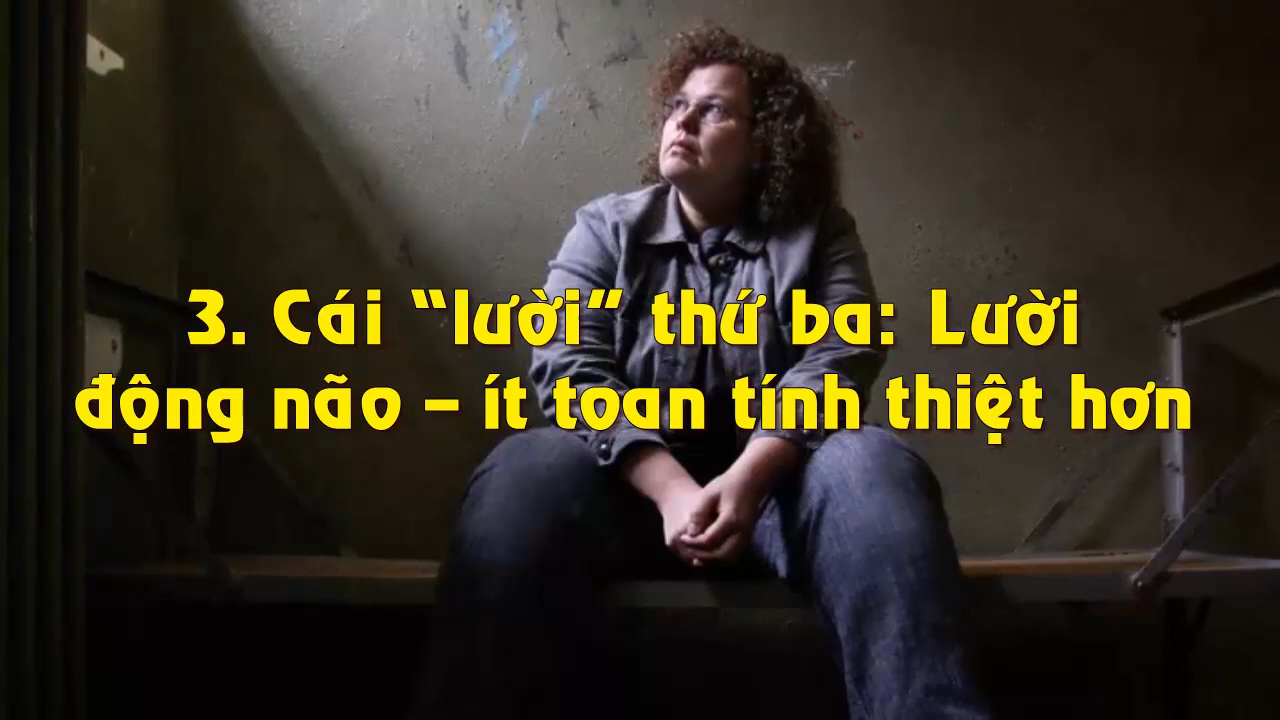 3. Cái “lười” thứ ba: Lười
động não – ít toan tính thiệt hơn